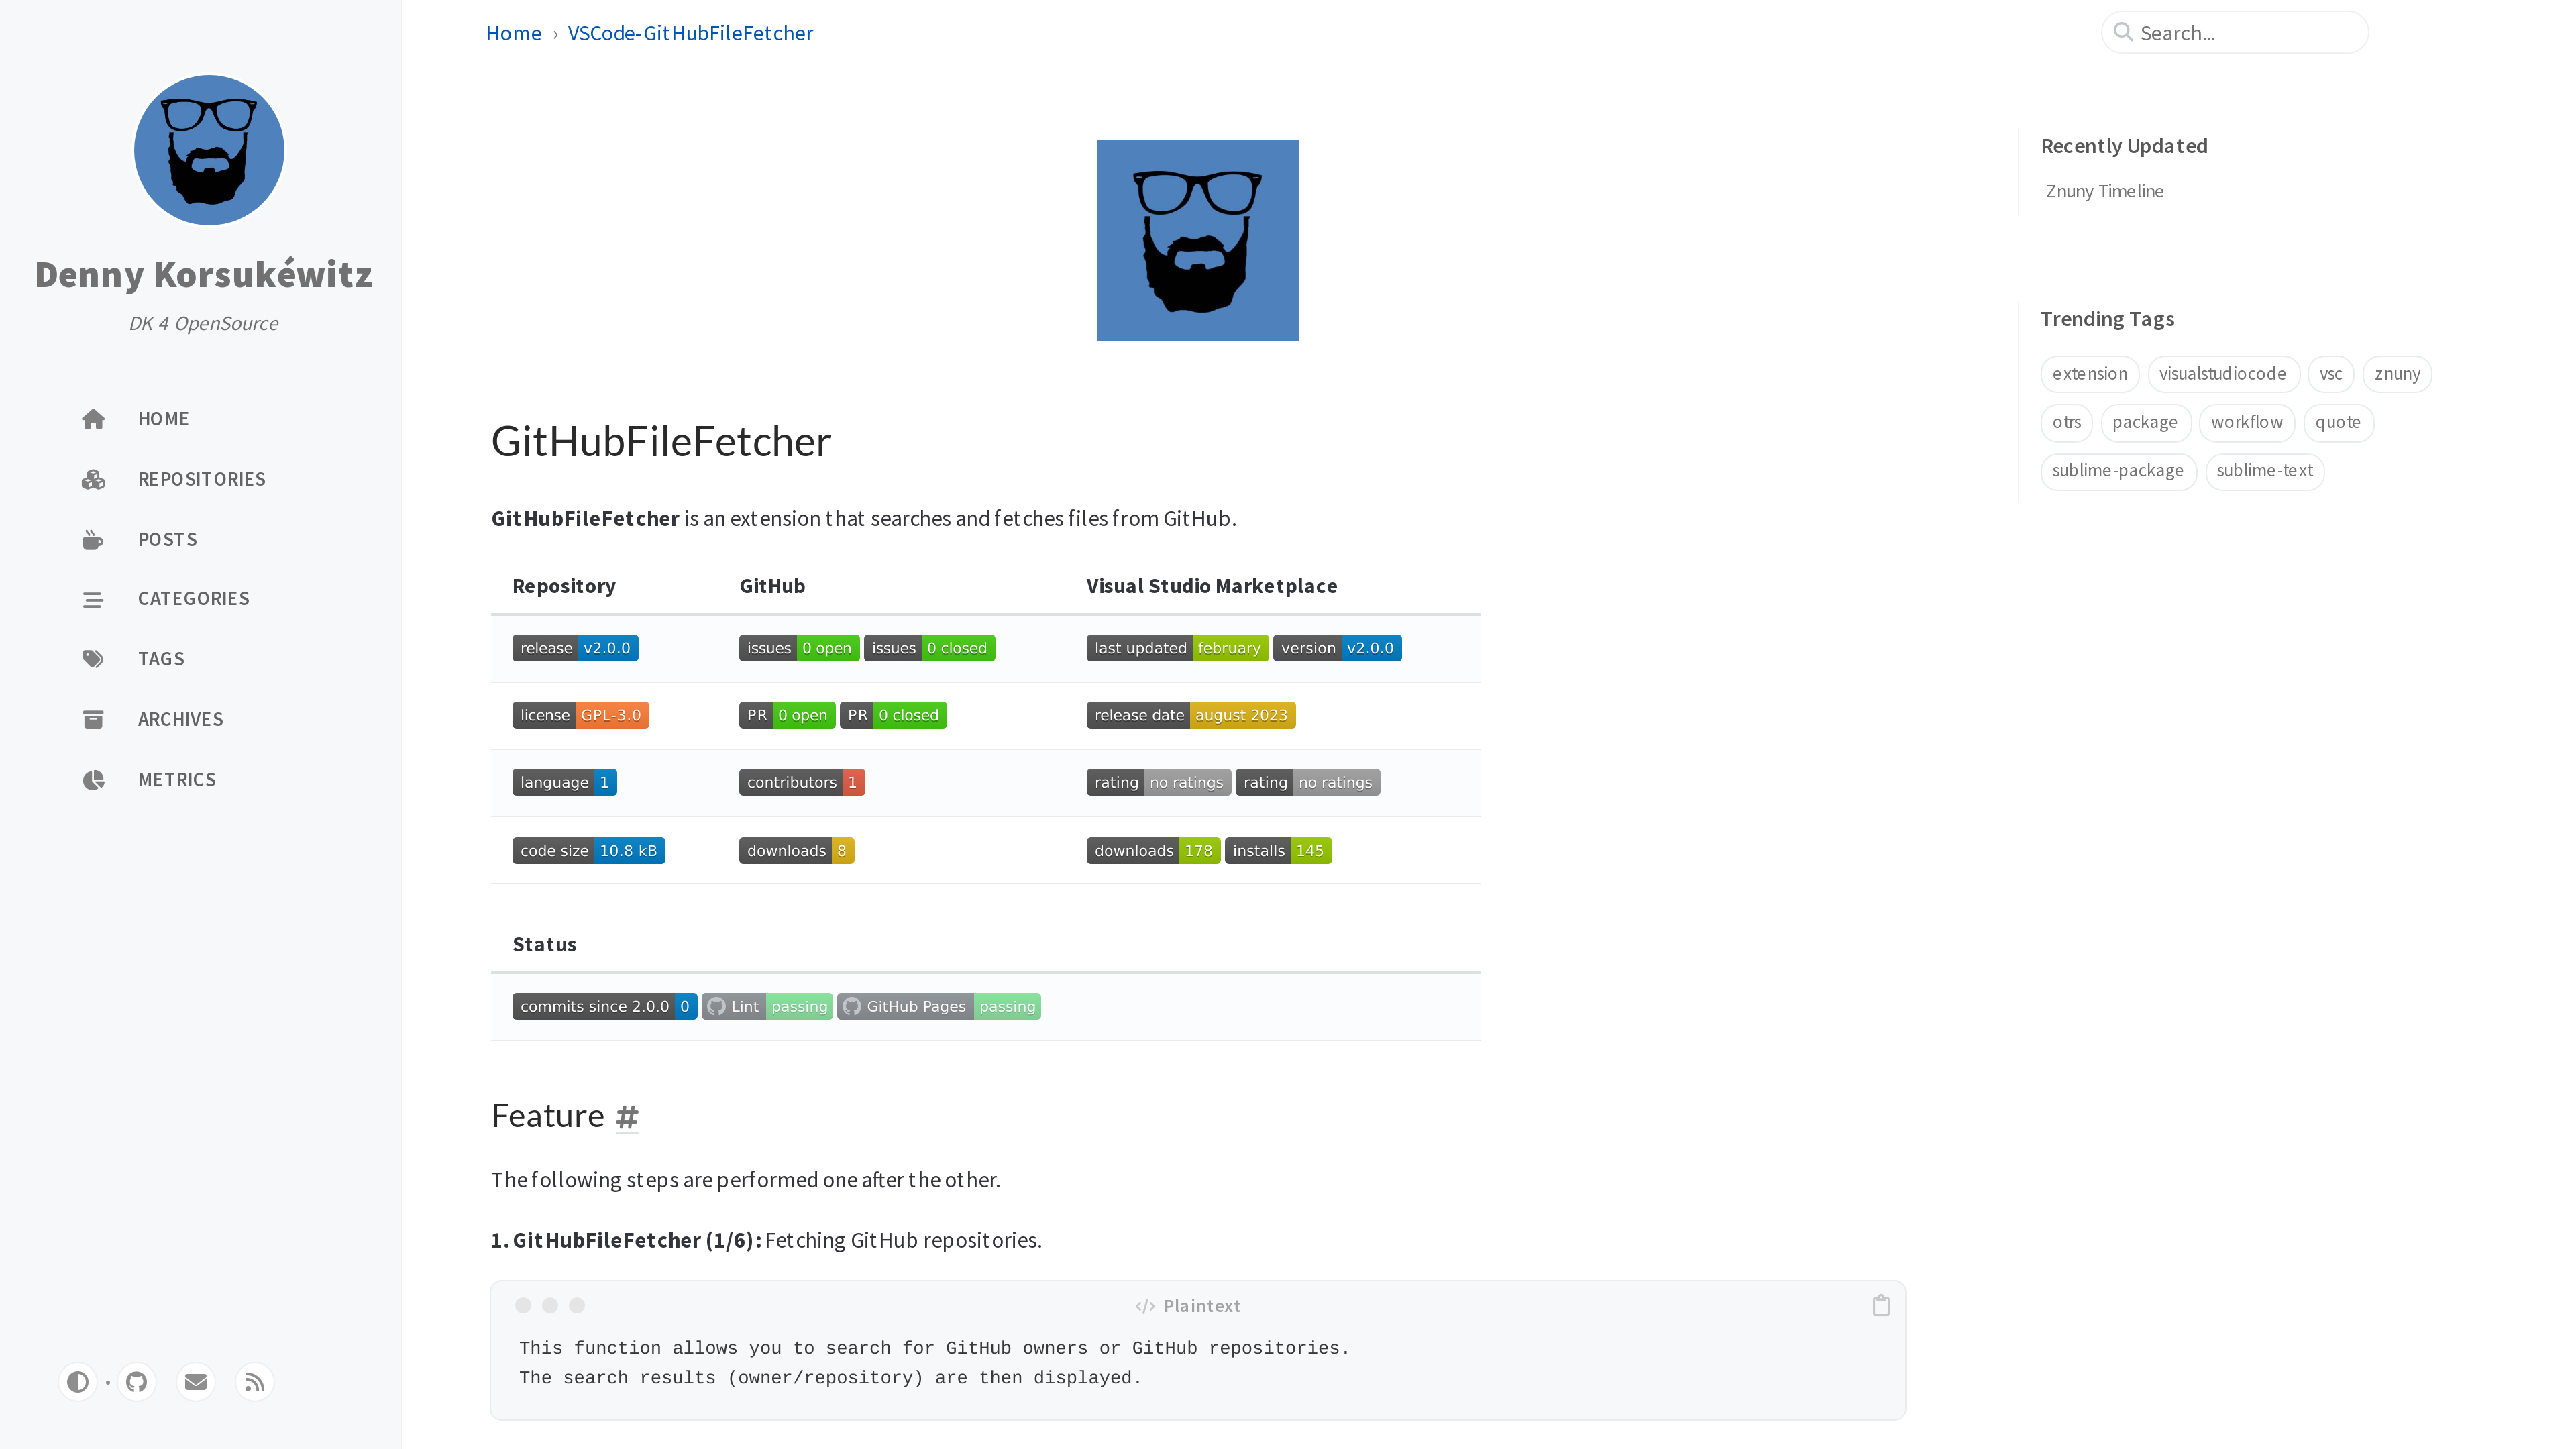 Denny Korsukéwitz
DK 4 OpenSource
HOME
REPOSITORIES
POSTS
CATEGORIES
TAGS
ARCHIVES
METRICS
Home › VSCode-GitHubFileFetcher
Search...
GitHubFileFetcher
GitHubFileFetcher is an extension that searches and fetches files from GitHub.
Repository GitHub Visual Studio Marketplace
release v2.0.0 issues 0 open issues 0 closed last updated february version v2.0.0
license GPL-3.0 PR 0 open PR 0 closed release date august 2023
language 1 contributors 1 rating no ratings rating no ratings
code size 10.8 kB downloads 8 downloads 178 installs 145
Status
commits since 2.0.0 0 Lint passing GitHub Pages passing
Feature #
The following steps are performed one after the other.
1. GitHubFileFetcher (1/6): Fetching GitHub repositories.
</> Plaintext
This function allows you to search for GitHub owners or GitHub repositories.
The search results (owner/repository) are then displayed.
Recently Updated
Znuny Timeline
Trending Tags
extension visualstudiocode vsc znuny
otrs package workflow quote
sublime-package sublime-text